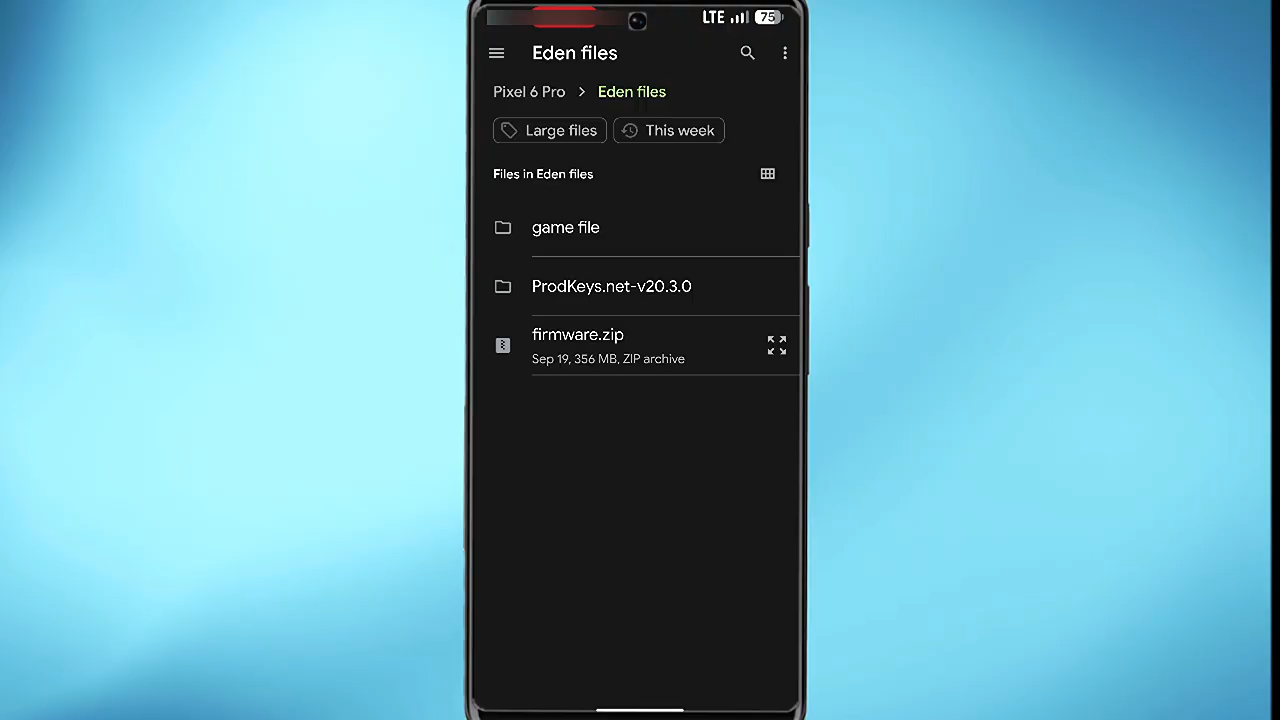 LTE 75
Eden files
Pixel 6 Pro > Eden files
Large files This week
Files in Eden files
game file
ProdKeys.net-v20.3.0
firmware.zip
Sep 19, 356 MB, ZIP archive